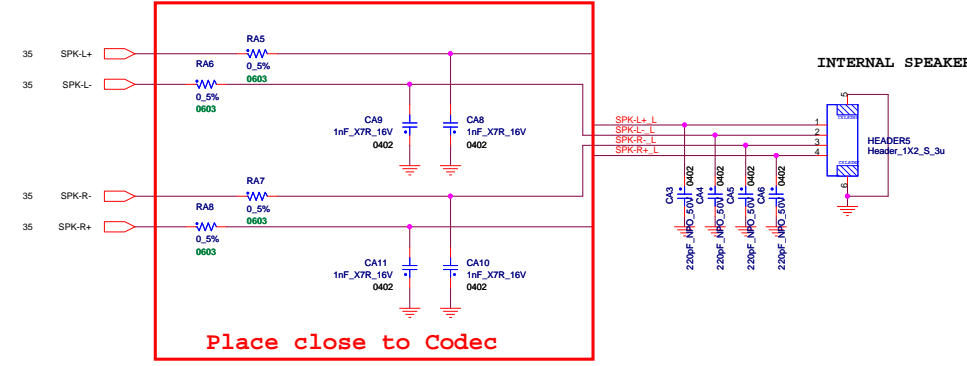 35 SPK-L+
RA5
0_5%
0603
35 SPK-L-
RA6
0_5%
0603
CA9
1nF_X7R_16V
0402
CA8
1nF_X7R_16V
0402
35 SPK-R-
RA7
0_5%
0603
35 SPK-R+
RA8
0_5%
0603
CA11
1nF_X7R_16V
0402
CA10
1nF_X7R_16V
0402
Place close to Codec
SPK-L+_L
SPK-L-_L
SPK-R-_L
SPK-R+_L
CA3
220pF_NPO_50V
0402
CA4
220pF_NPO_50V
0402
CA5
220pF_NPO_50V
0402
CA6
220pF_NPO_50V
0402
INTERNAL SPEAKER
5
1
2
3
4
6
HEADER5
Header_1X2_S_3u